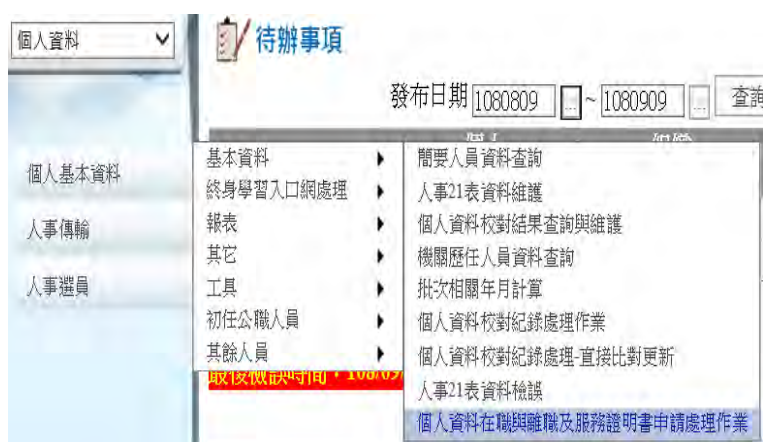 個人資料
待辦事項
發布日期 1080809 ... ~ 1080909 ... 查詢
個人基本資料
人事傳輸
人事選員
基本資料
終身學習入口網處理
報表
其它
工具
初任公職人員
其餘人員
簡要人員資料查詢
人事21表資料維護
個人資料校對結果查詢與維護
機關歷任人員資料查詢
批次相關年月計算
個人資料校對紀錄處理作業
個人資料校對紀錄處理-直接比對更新
人事21表資料檢誤
個人資料在職與離職及服務證明書申請處理作業
最後檢誤時間：108/09/